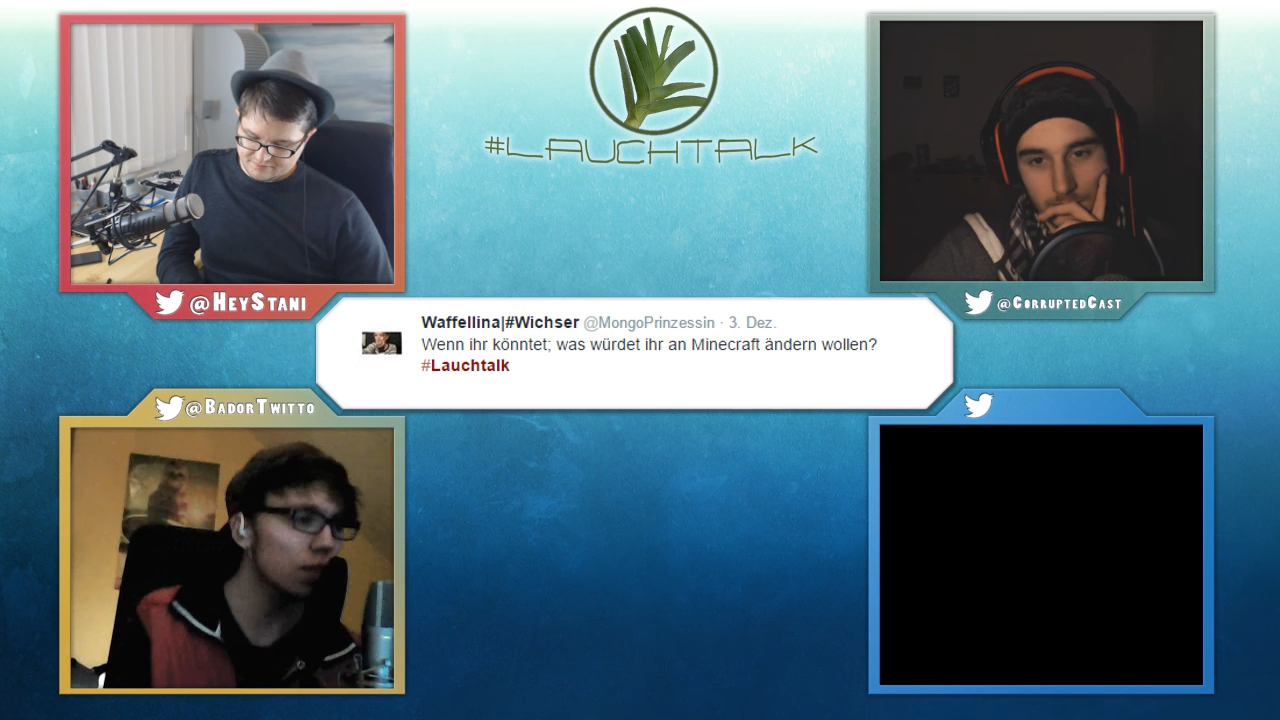 #LAUCHTALK
@HeyStani
@CorruptedCast
Waffellina|#Wichser @MongoPrinzessin · 3. Dez.
Wenn ihr könntet; was würdet ihr an Minecraft ändern wollen?
#Lauchtalk
@BadorTwitto